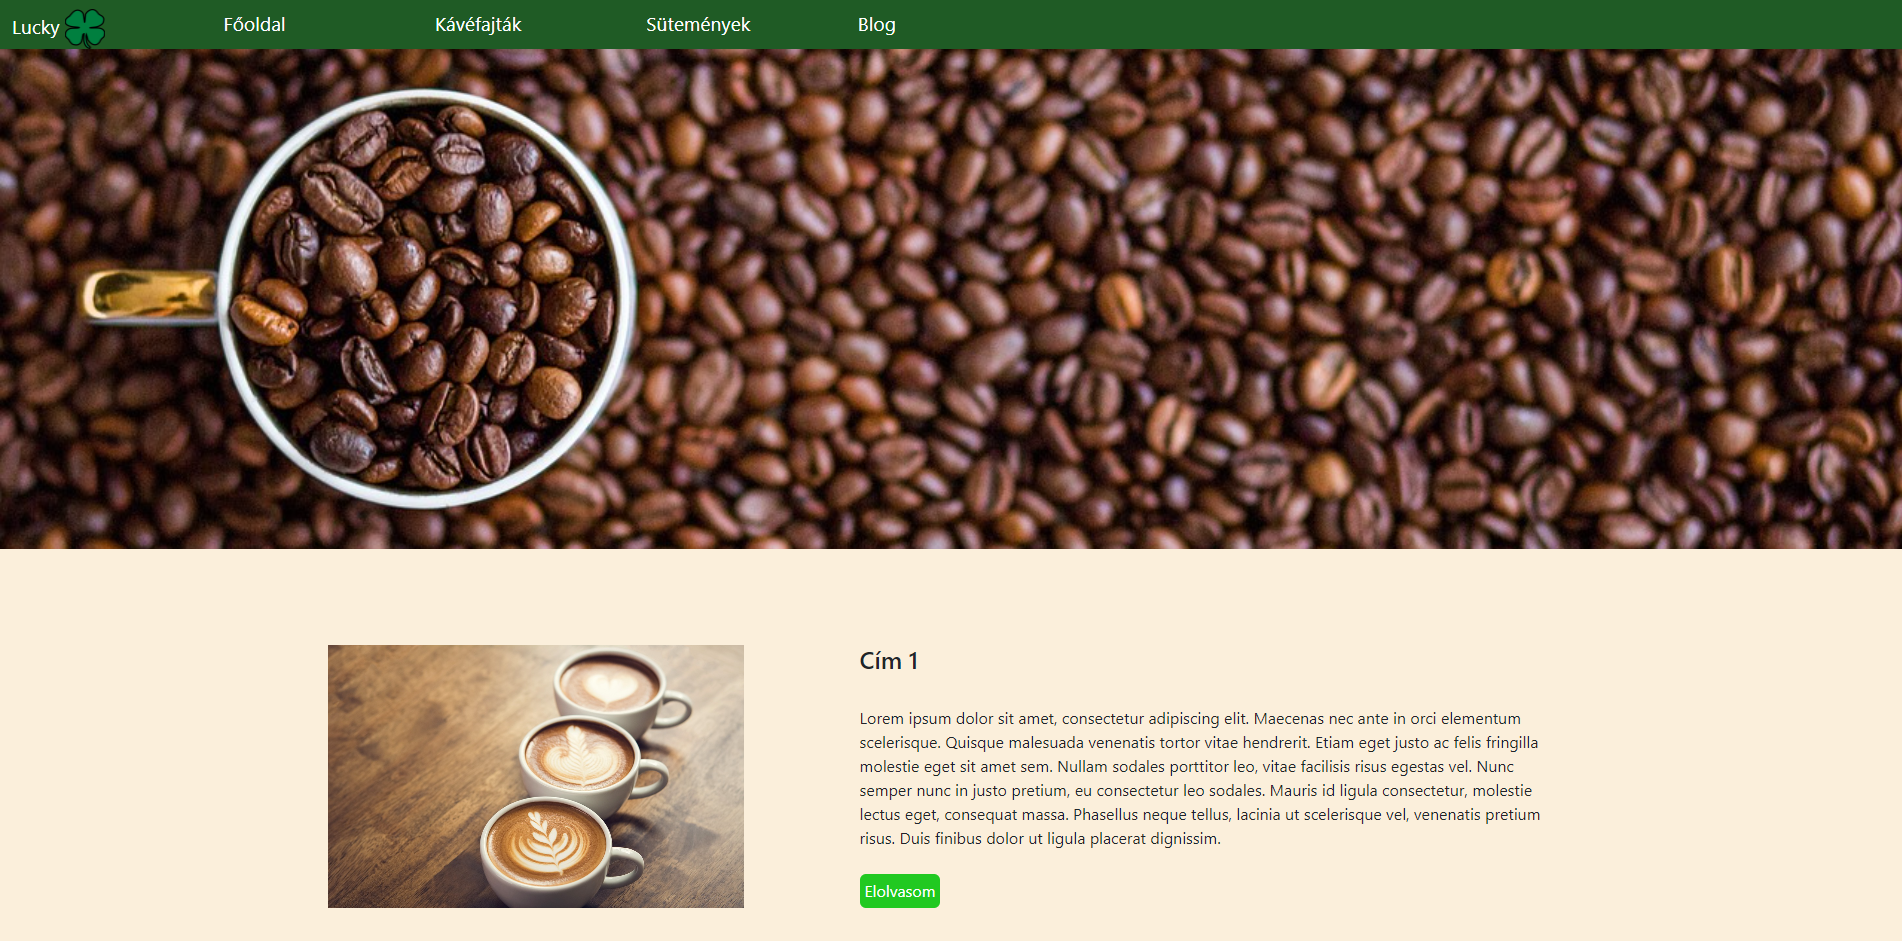 Lucky
Főoldal
Kávéfajták
Sütemények
Blog
Cím 1
Lorem ipsum dolor sit amet, consectetur adipiscing elit. Maecenas nec ante in orci elementum
scelerisque. Quisque malesuada venenatis tortor vitae hendrerit. Etiam eget justo ac felis fringilla
molestie eget sit amet sem. Nullam sodales porttitor leo, vitae facilisis risus egestas vel. Nunc
semper nunc in justo pretium, eu consectetur leo sodales. Mauris id ligula consectetur, molestie
lectus eget, consequat massa. Phasellus neque tellus, lacinia ut scelerisque vel, venenatis pretium
risus. Duis finibus dolor ut ligula placerat dignissim.
Elolvasom